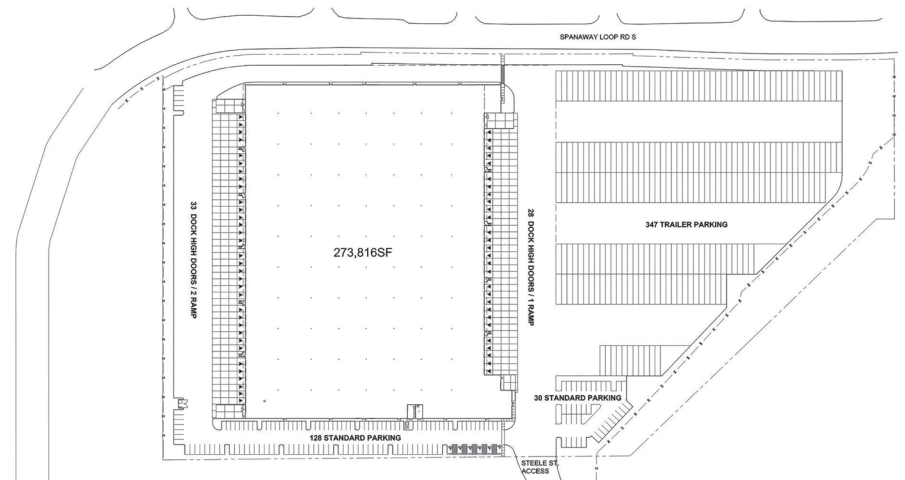 SPANAWAY LOOP RD S
33 DOCK HIGH DOORS / 2 RAMP
273,816SF
28 DOCK HIGH DOORS / 1 RAMP
347 TRAILER PARKING
30 STANDARD PARKING
128 STANDARD PARKING
STEELE ST.
ACCESS